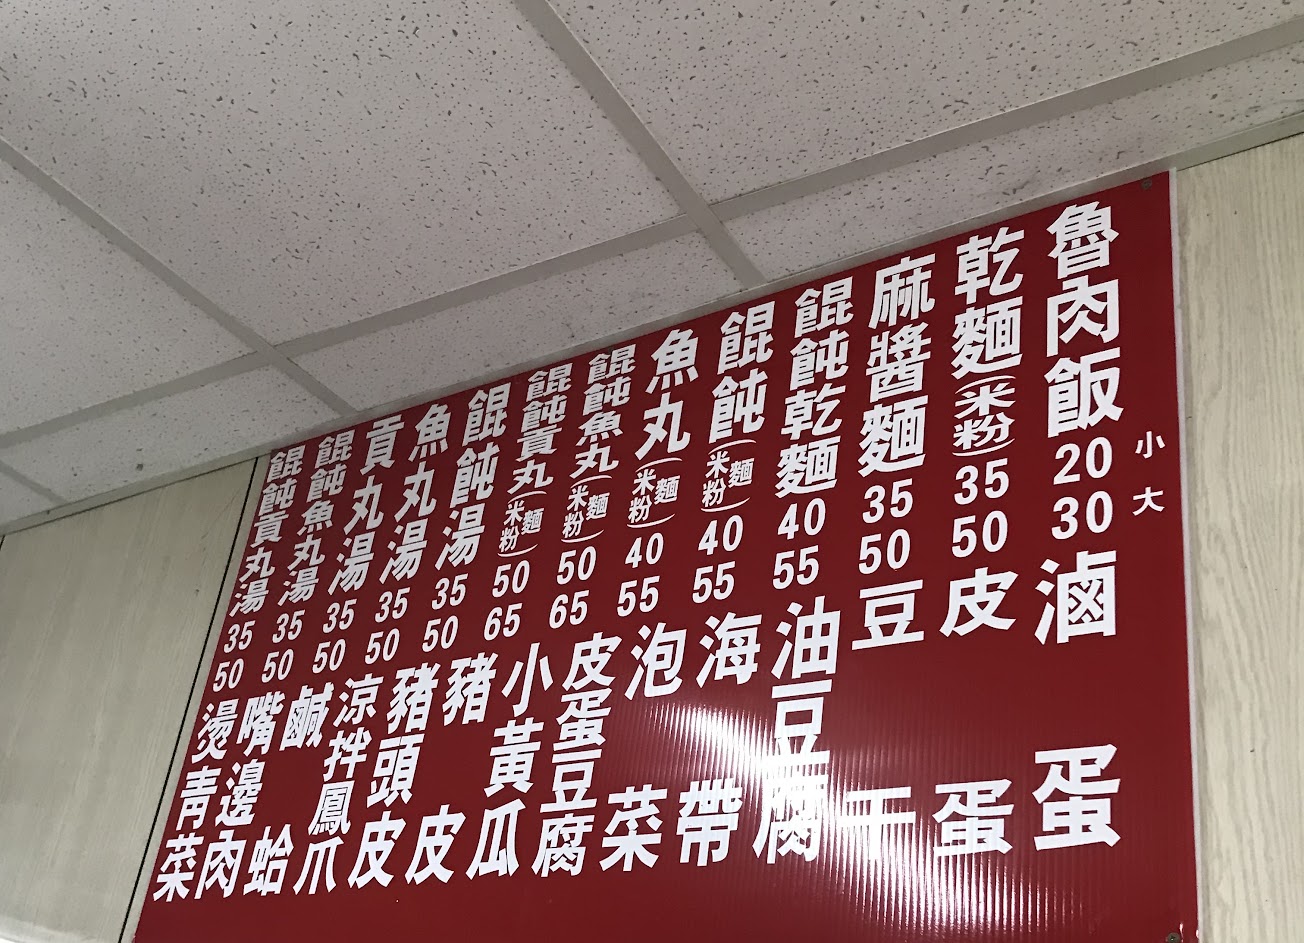 小 大
魯肉飯 20 30
乾麵(米粉) 35 50
麻醬麵 35 50
餛飩乾麵 40 55
餛飩(麵米粉) 40 55
魚丸(麵米粉) 40 55
餛飩魚丸(麵米粉) 50 65
餛飩貢丸(麵米粉) 50 65
餛飩湯 35 50
魚丸湯 35 50
貢丸湯 35 50
餛飩魚丸湯 35 50
餛飩貢丸湯 35 50
滷蛋
皮蛋
豆干
油豆腐
海帶
泡菜
皮蛋豆腐
小黃瓜
豬皮
豬頭皮
涼拌鳳爪
鹹蛤
嘴邊肉
燙青菜